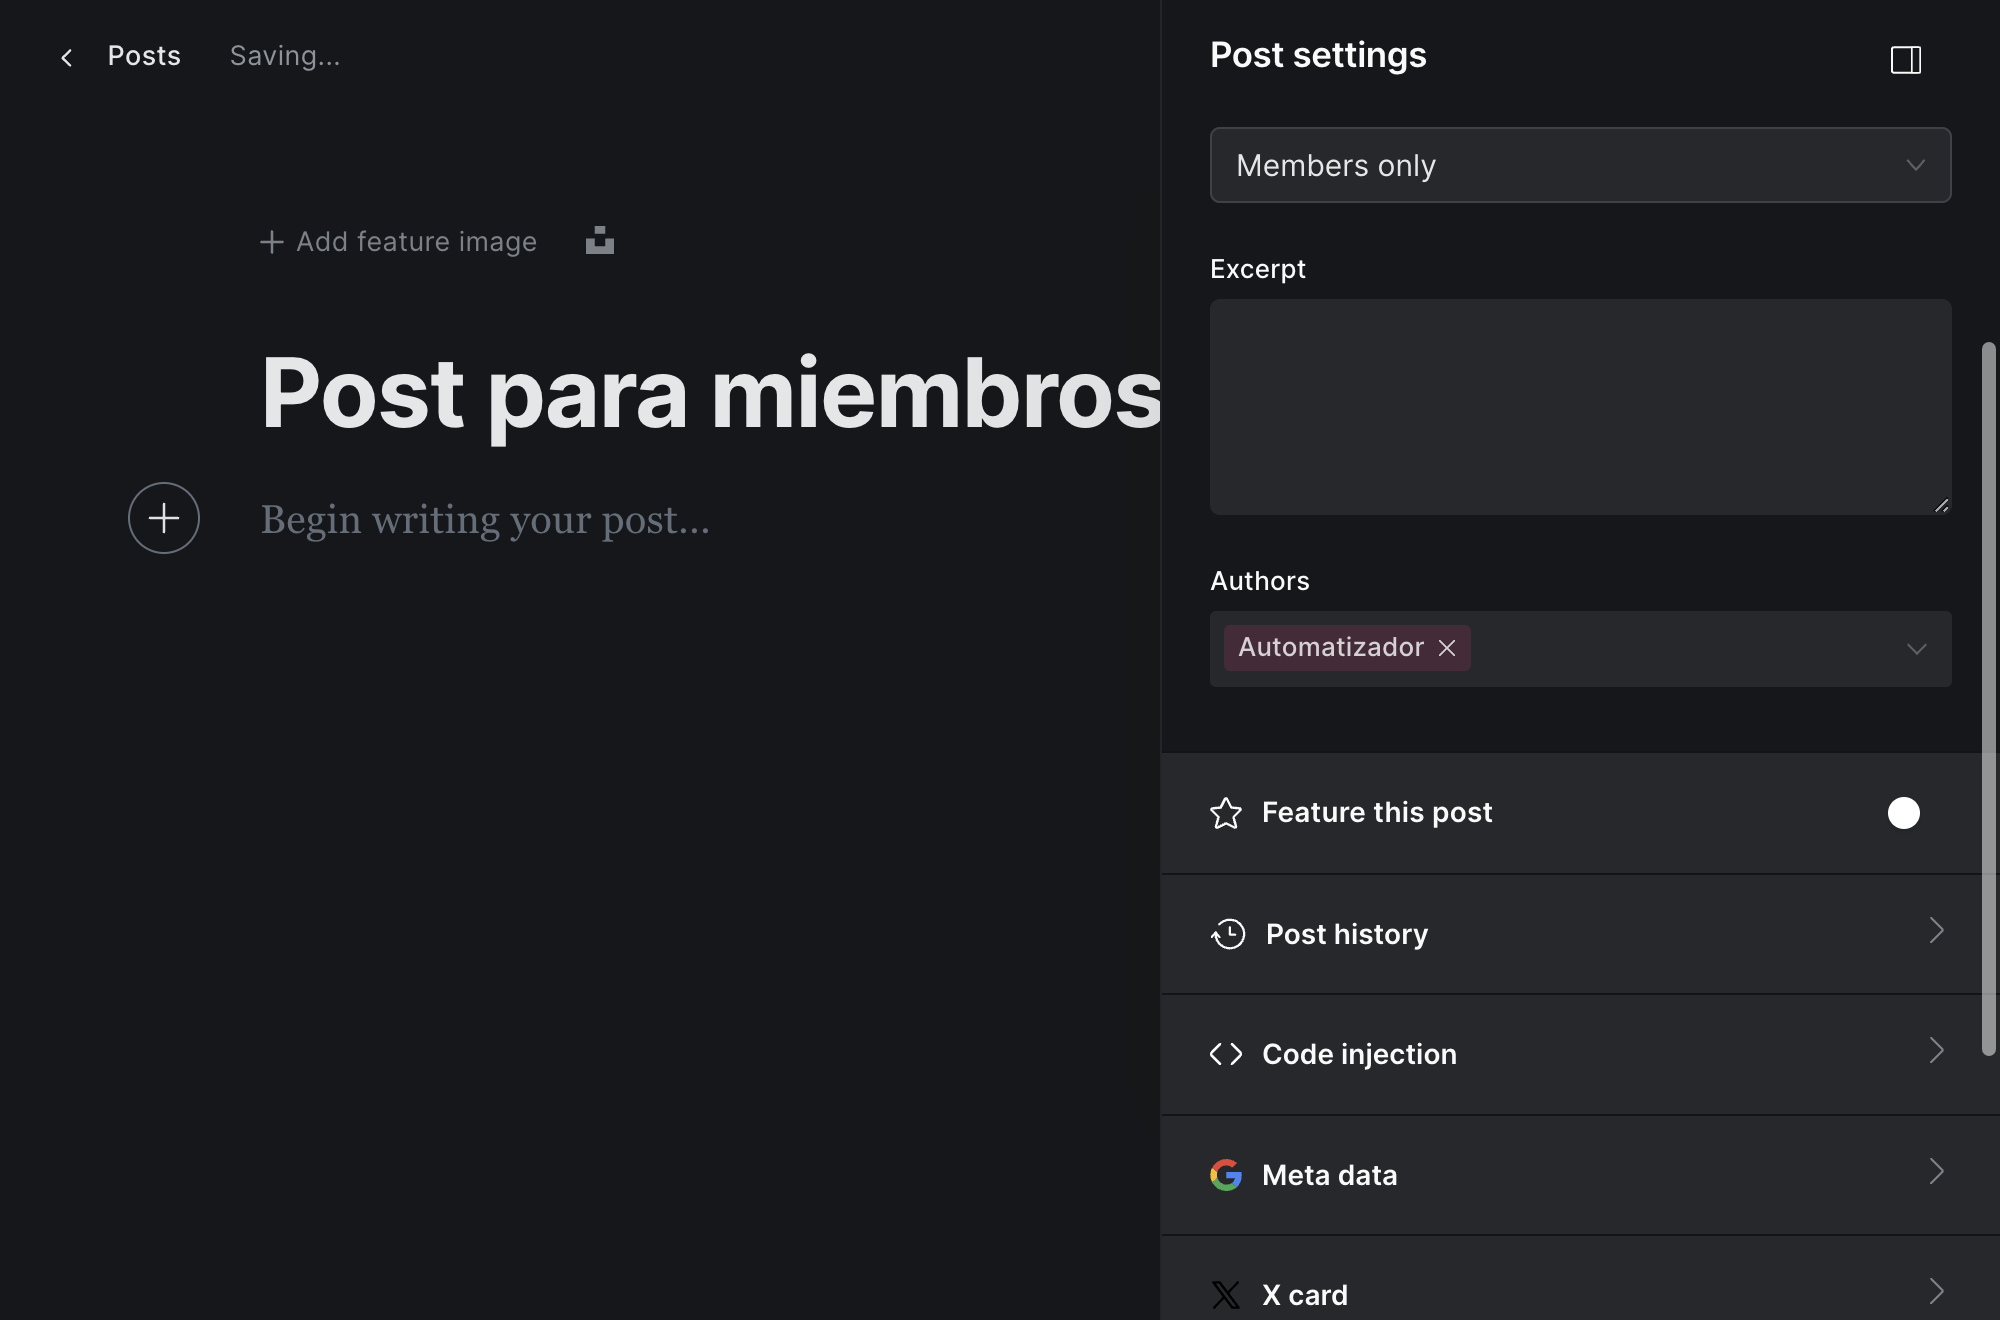 Posts
Saving...
Add feature image
Post para miembros
Begin writing your post...
Post settings
Members only
Excerpt
Authors
Automatizador
Feature this post
Post history
Code injection
Meta data
X card